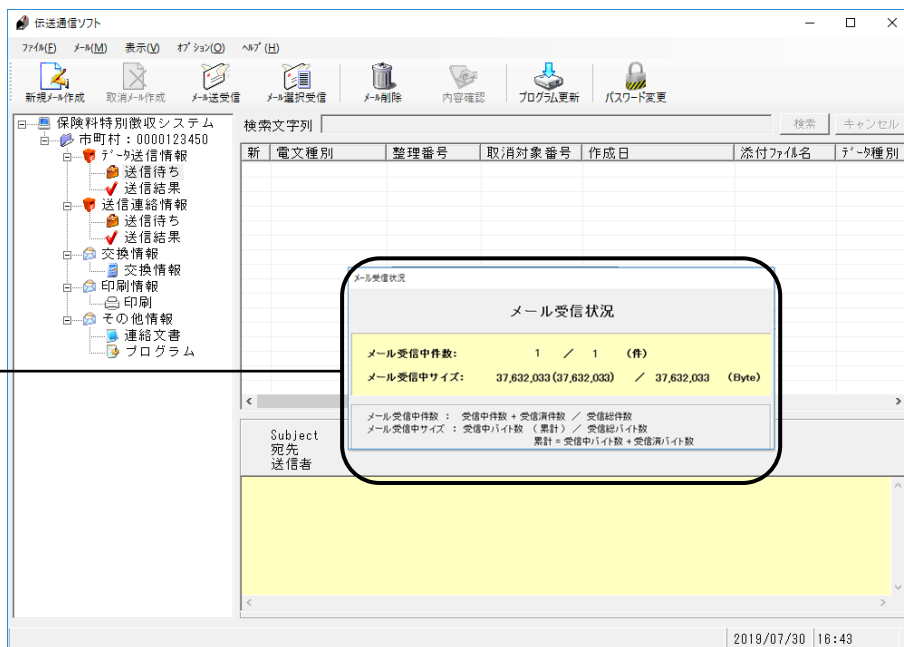 伝送通信ソフト
ﾌｧｲﾙ(F) ﾒｰﾙ(M) 表示(V) ｵﾌﾟｼｮﾝ(O) ﾍﾙﾌﾟ(H)
新規ﾒｰﾙ作成 取消ﾒｰﾙ作成 ﾒｰﾙ送受信 ﾒｰﾙ選択受信 ﾒｰﾙ削除 内容確認 ﾌﾟﾛｸﾞﾗﾑ更新 ﾊﾟｽﾜｰﾄﾞ変更
保険料特別徴収システム
市町村：0000123450
ﾃﾞｰﾀ送信情報
送信待ち
送信結果
送信連絡情報
送信待ち
送信結果
交換情報
交換情報
印刷情報
印刷
その他情報
連絡文書
プログラム
検索文字列 検索 キャンセル
新 電文種別 整理番号 取消対象番号 作成日 添付ﾌｧｲﾙ名 ﾃﾞｰﾀ種別
メール受信状況
メール受信状況
メール受信中件数: 1 ／ 1 (件)
メール受信中サイズ: 37,632,033(37,632,033) ／ 37,632,033 (Byte)
メール受信中件数 ： 受信中件数 + 受信済件数 ／ 受信総件数
メール受信中サイズ ： 受信中バイト数 （ 累計 ）／ 受信総バイト数
累計 = 受信中バイト数 + 受信済バイト数
Subject
宛先
送信者
2019/07/30 16:43